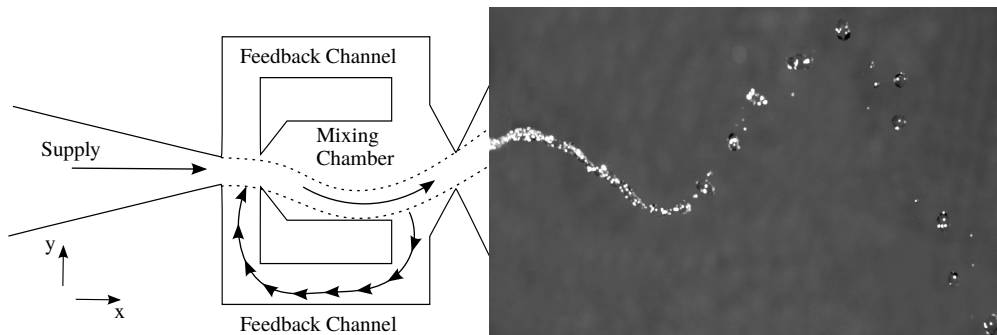 Feedback Channel
Mixing
Chamber
Supply
y
x
Feedback Channel